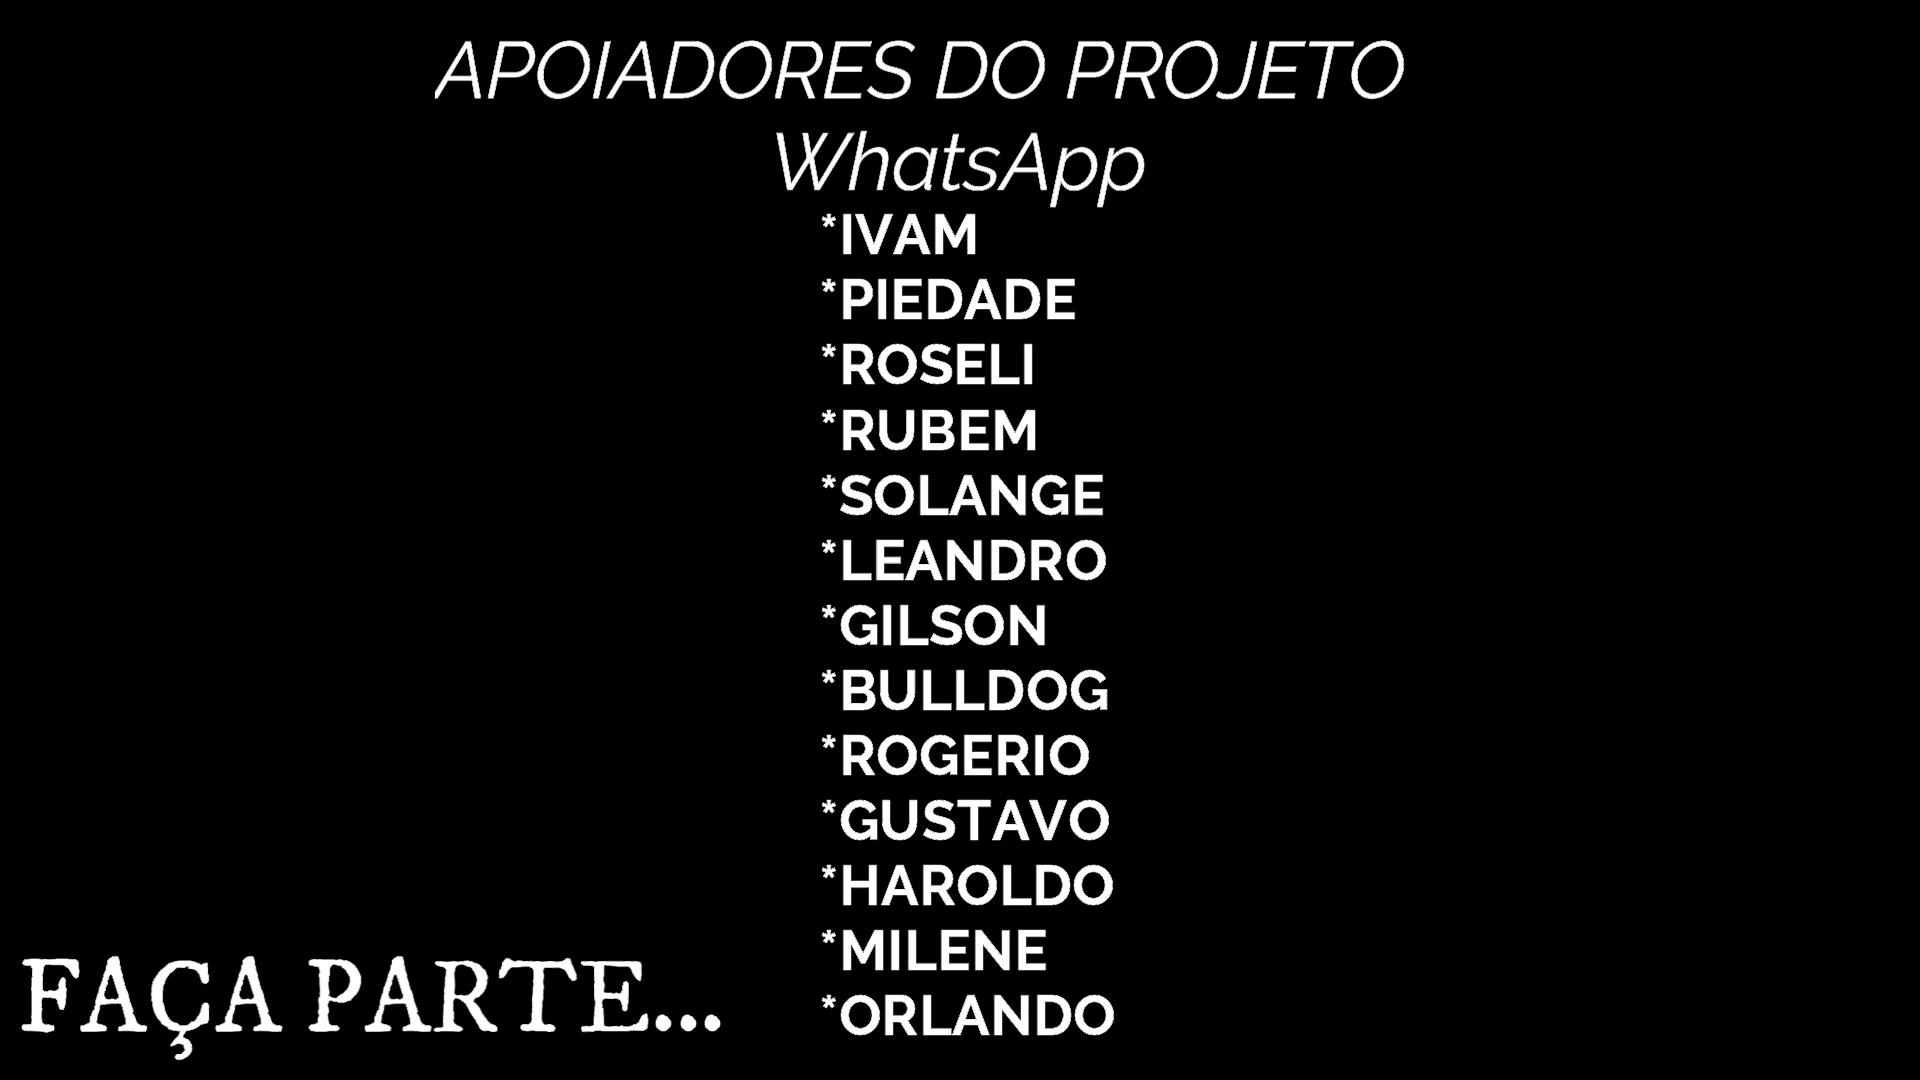 APOIADORES DO PROJETO
WhatsApp
*IVAM
*PIEDADE
*ROSELI
*RUBEM
*SOLANGE
*LEANDRO
*GILSON
*BULLDOG
*ROGERIO
*GUSTAVO
*HAROLDO
*MILENE
*ORLANDO
FAÇA PARTE...